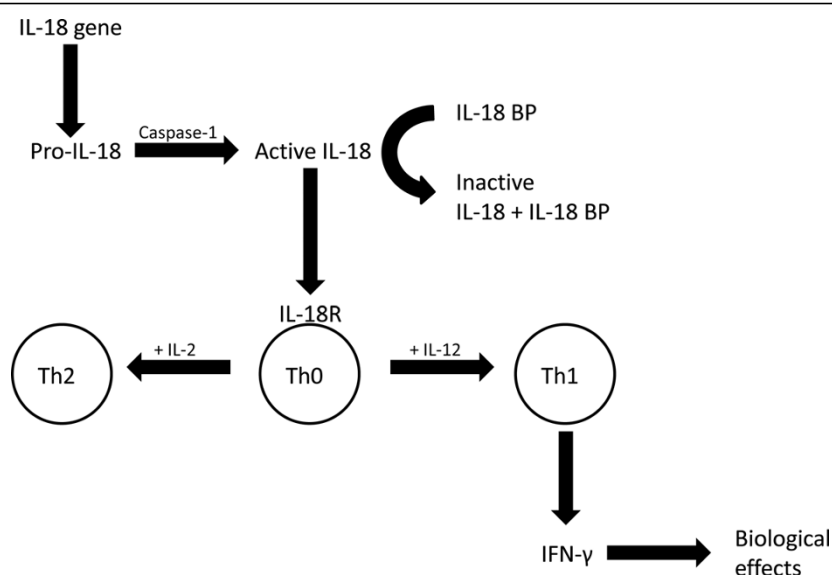 IL-18 gene
Caspase-1
IL-18 BP
Pro-IL-18
Active IL-18
Inactive
IL-18 + IL-18 BP
IL-18R
+ IL-2
+ IL-12
Th2
Th0
Th1
IFN-γ
Biological
effects